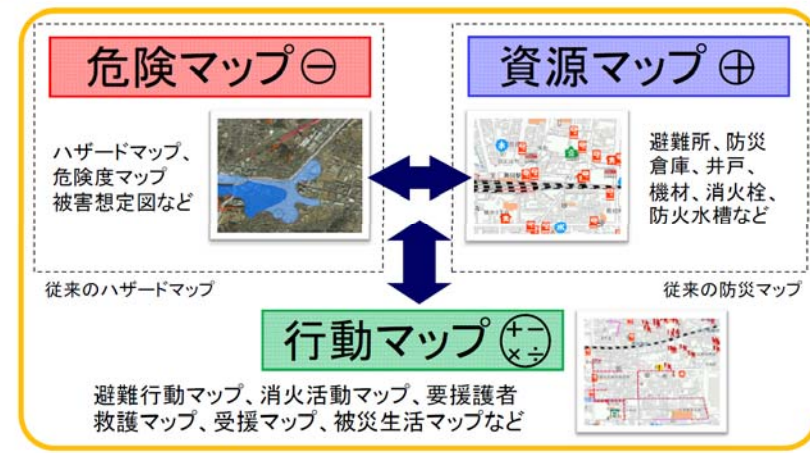 危険マップ⊖
資源マップ⊕
ハザードマップ、
危険度マップ
被害想定図など
避難所、防災
倉庫、井戸、
機材、消火栓、
防火水槽など
従来のハザードマップ
従来の防災マップ
行動マップ
+−
×÷
避難行動マップ、消火活動マップ、要援護者
救護マップ、受援マップ、被災生活マップなど